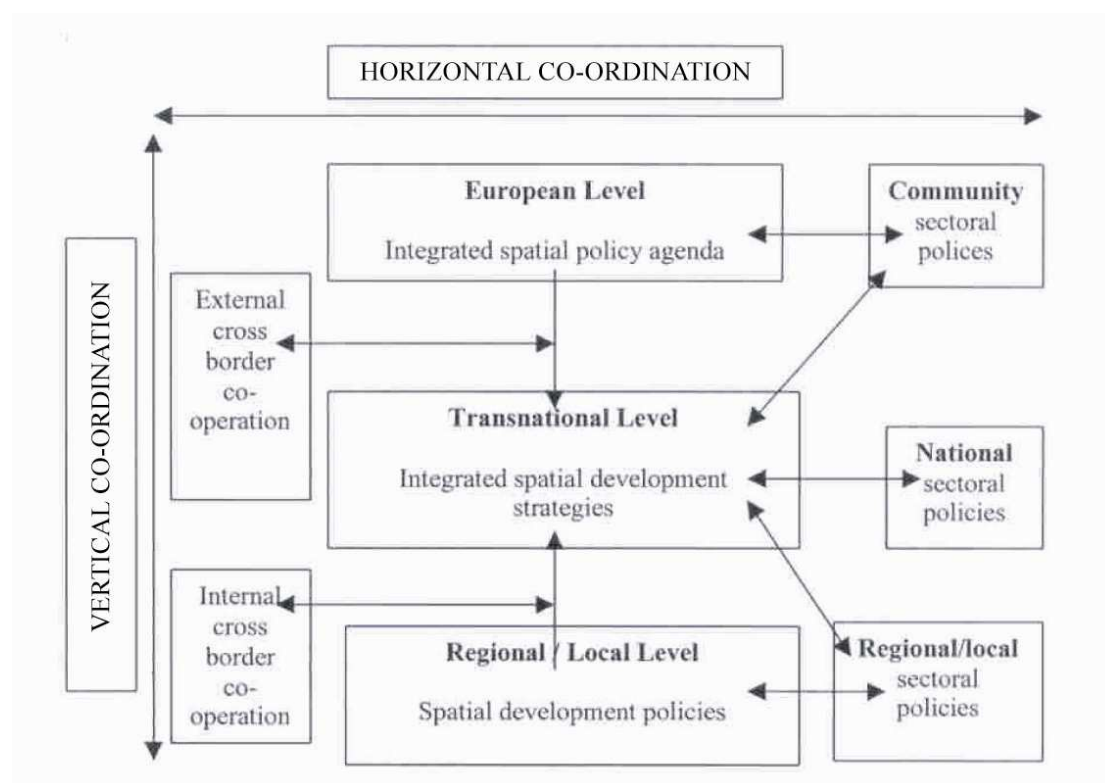 HORIZONTAL CO-ORDINATION
VERTICAL CO-ORDINATION
European Level
Integrated spatial policy agenda
Community
sectoral
polices
External
cross
border
co-
operation
Transnational Level
Integrated spatial development
strategies
National
sectoral
policies
Internal
cross
border
co-
operation
Regional / Local Level
Spatial development policies
Regional/local
sectoral
policies